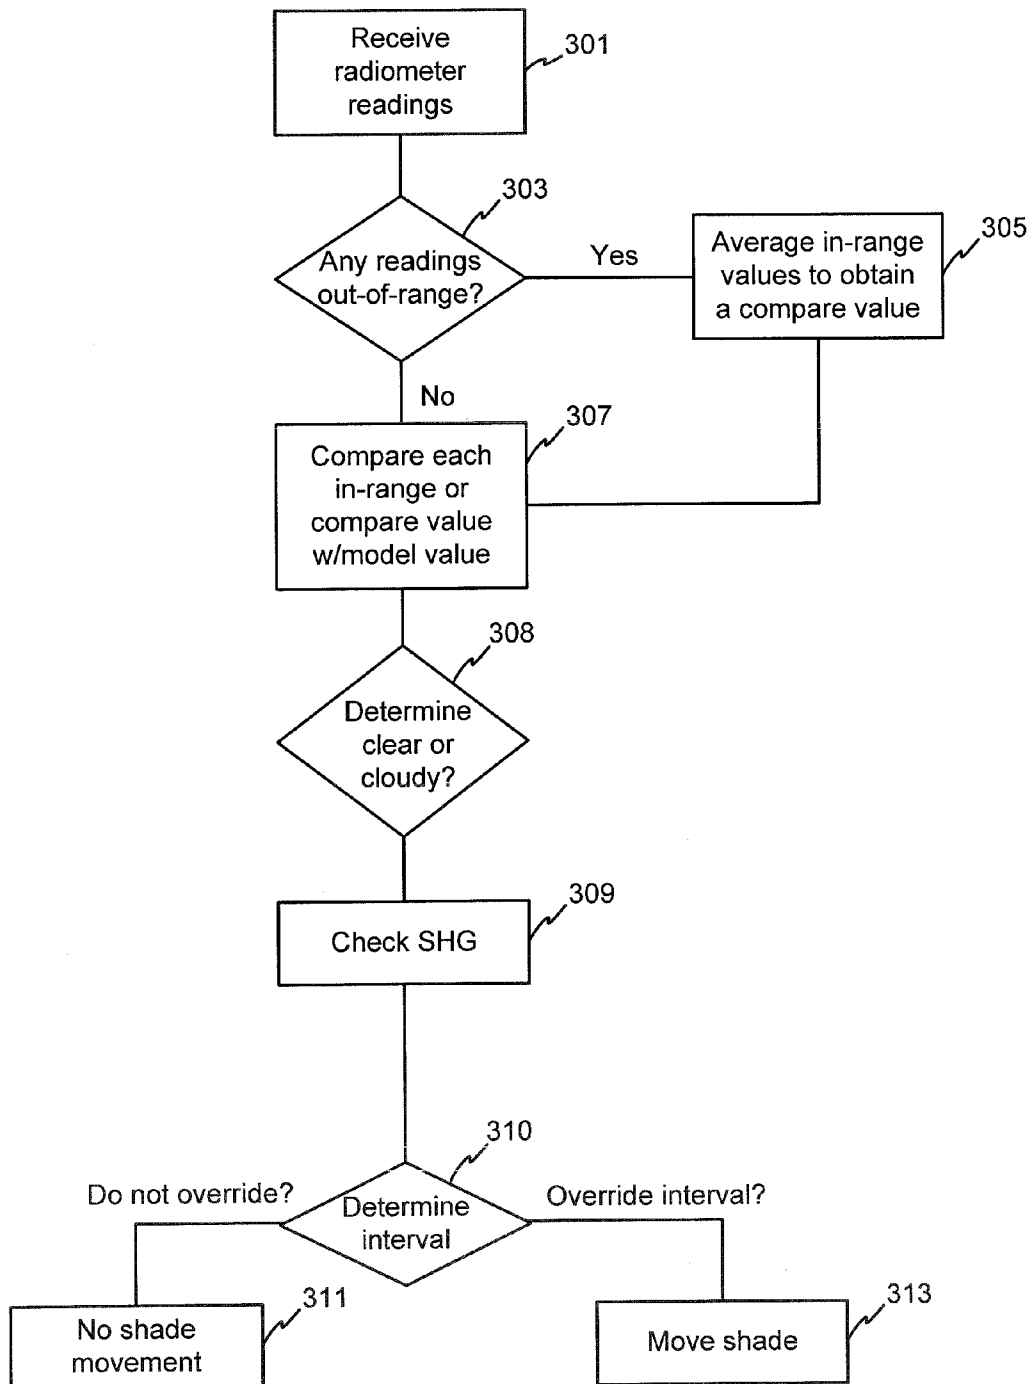 Receive
radiometer
readings
301
303
Any readings
out-of-range?
Yes
Average in-range
values to obtain
a compare value
305
No
307
Compare each
in-range or
compare value
w/model value
308
Determine
clear or
cloudy?
309
Check SHG
310
Do not override?
Determine
interval
Override interval?
311
No shade
movement
313
Move shade